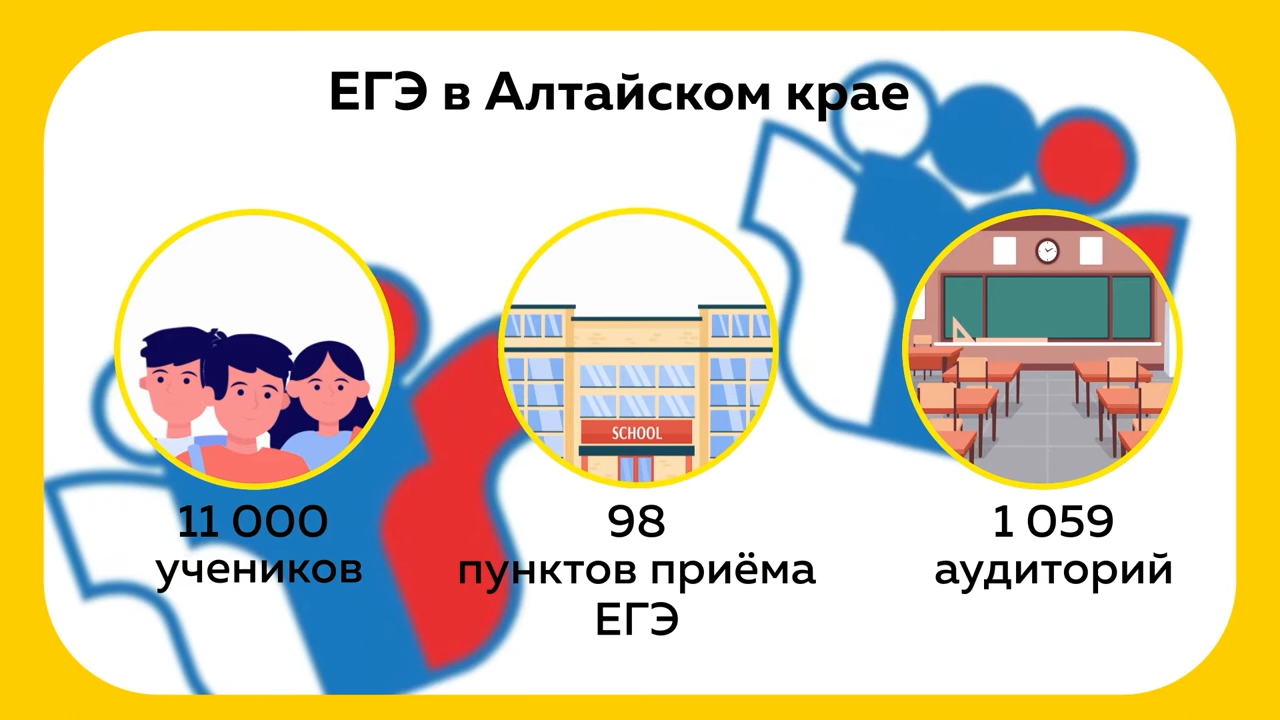 ЕГЭ в Алтайском крае
SCHOOL
11 000
учеников
98
пунктов приёма
ЕГЭ
1 059
аудиторий